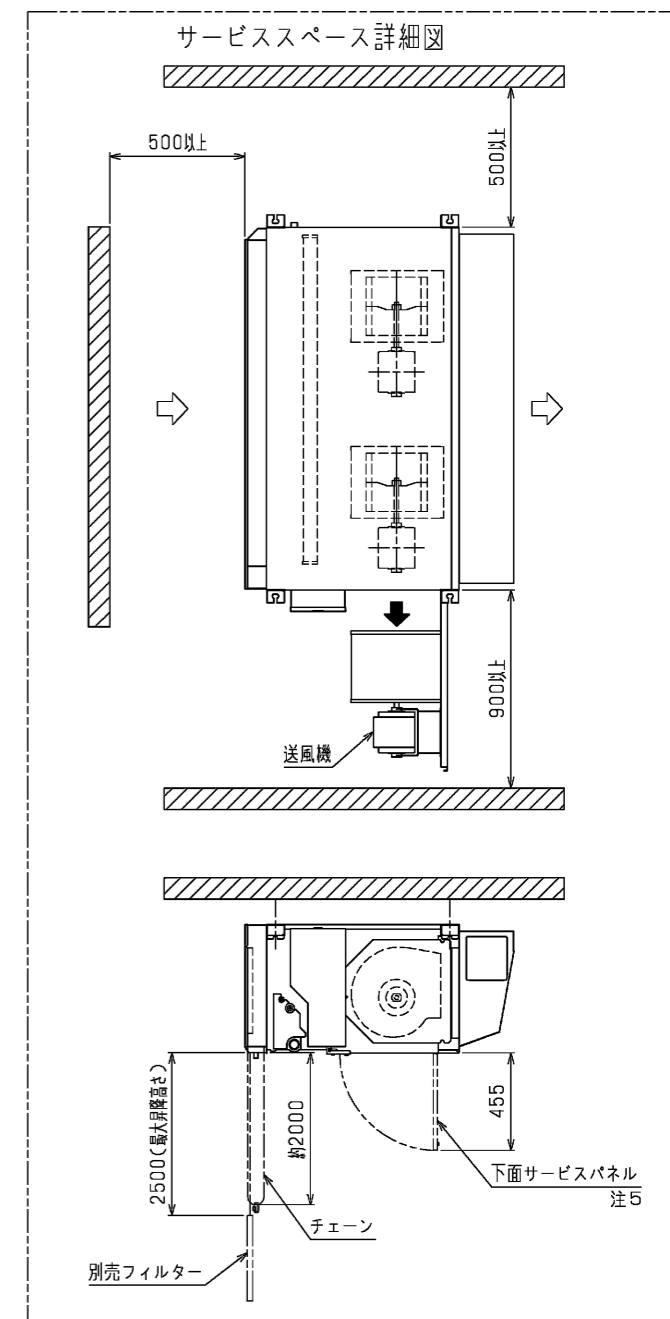 サービススペース詳細図
500以上
500以上
900以上
送風機
2500(最大昇降高さ)
約2000
455
下面サービスパネル
注5
チェーン
別売フィルター